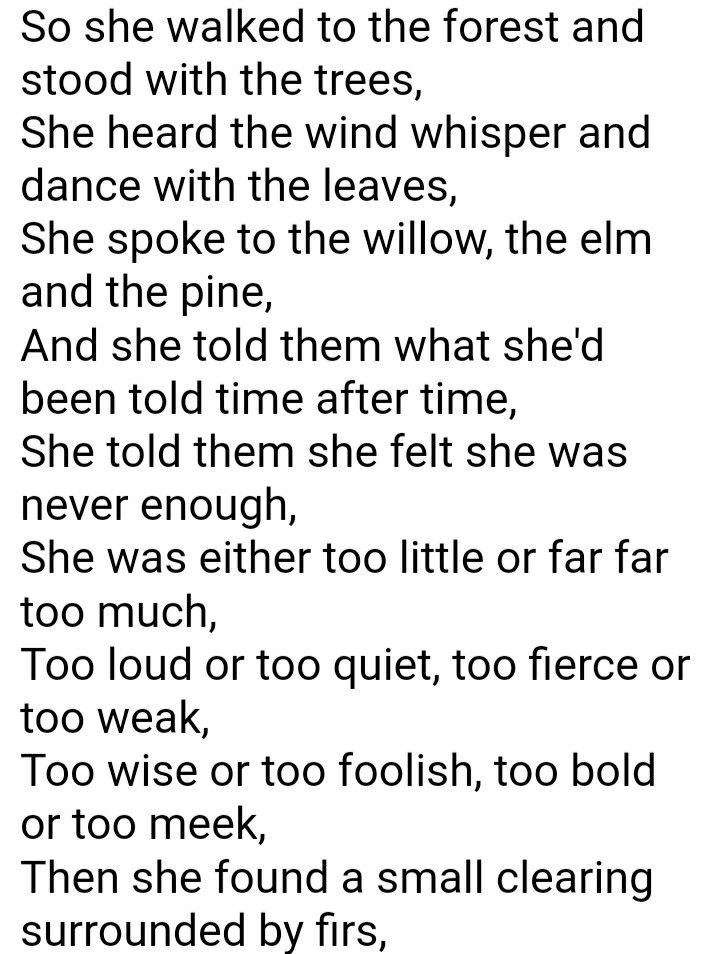 So she walked to the forest and
stood with the trees,
She heard the wind whisper and
dance with the leaves,
She spoke to the willow, the elm
and the pine,
And she told them what she'd
been told time after time,
She told them she felt she was
never enough,
She was either too little or far far
too much,
Too loud or too quiet, too fierce or
too weak,
Too wise or too foolish, too bold
or too meek,
Then she found a small clearing
surrounded by firs,